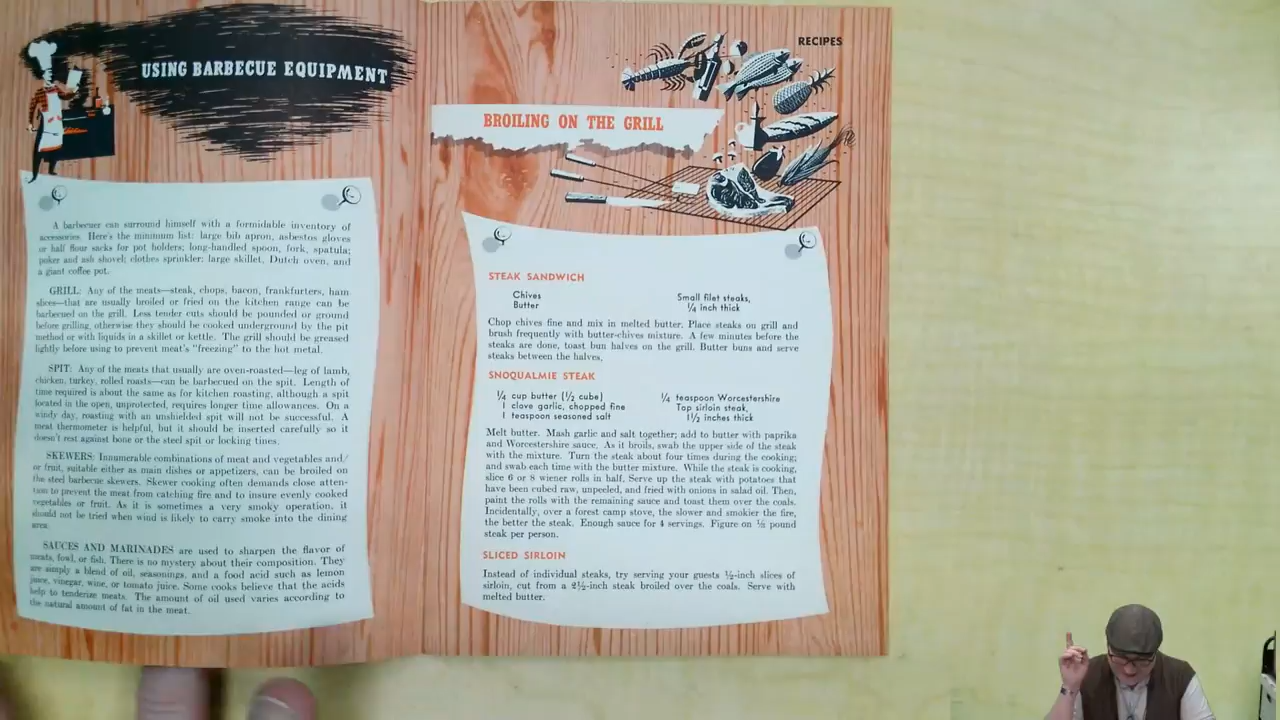 USING BARBECUE EQUIPMENT
A barbecuer can surround himself with a formidable inventory of
accessories. Here's the minimum list: large bib apron, asbestos gloves
or half flour sacks for pot holders; long-handled spoon, fork, spatula;
poker and ash shovel; clothes sprinkler; large skillet, Dutch oven, and
a giant coffee pot.
GRILL: Any of the meats—steak, chops, bacon, frankfurters, ham
slices—that are usually broiled or fried on the kitchen range can be
barbecued on the grill. Less tender cuts should be pounded or ground
before grilling, otherwise they should be cooked underground by the pit
method or with liquids in a skillet or kettle. The grill should be greased
lightly before using to prevent meat's "freezing" to the hot metal.
SPIT: Any of the meats that usually are oven-roasted—leg of lamb,
chicken, turkey, rolled roasts—can be barbecued on the spit. Length of
time required is about the same as for kitchen roasting, although a spit
located in the open, unprotected, requires longer time allowances. On a
windy day, roasting with an unshielded spit will not be successful. A
meat thermometer is helpful, but it should be inserted carefully so it
doesn't rest against bone or the steel spit or locking tines.
SKEWERS: Innumerable combinations of meat and vegetables and/
or fruit, suitable either as main dishes or appetizers, can be broiled on
the steel barbecue skewers. Skewer cooking often demands close atten-
tion to prevent the meat from catching fire and to insure evenly cooked
vegetables or fruit. As it is sometimes a very smoky operation, it
should not be tried when wind is likely to carry smoke into the dining
area.
SAUCES AND MARINADES are used to sharpen the flavor of
meats, fowl, or fish. There is no mystery about their composition. They
are simply a blend of oil, seasonings, and a food acid such as lemon
juice, vinegar, wine, or tomato juice. Some cooks believe that the acids
help to tenderize meats. The amount of oil used varies according to
the natural amount of fat in the meat.
RECIPES
BROILING ON THE GRILL
STEAK SANDWICH
Chives
Butter
Small filet steaks,
¼ inch thick
Chop chives fine and mix in melted butter. Place steaks on grill and
brush frequently with butter-chives mixture. A few minutes before the
steaks are done, toast bun halves on the grill. Butter buns and serve
steaks between the halves.
SNOQUALMIE STEAK
¼ cup butter (½ cube)
1 clove garlic, chopped fine
1 teaspoon seasoned salt
¼ teaspoon Worcestershire
Top sirloin steak,
1½ inches thick
Melt butter. Mash garlic and salt together; add to butter with paprika
and Worcestershire sauce. As it broils, swab the upper side of the steak
with the mixture. Turn the steak about four times during the cooking;
and swab each time with the butter mixture. While the steak is cooking,
slice 6 or 8 wiener rolls in half. Serve up the steak with potatoes that
have been cubed raw, unpeeled, and fried with onions in salad oil. Then,
paint the rolls with the remaining sauce and toast them over the coals.
Incidentally, over a forest camp stove, the slower and smokier the fire,
the better the steak. Enough sauce for 4 servings. Figure on ½ pound
steak per person.
SLICED SIRLOIN
Instead of individual steaks, try serving your guests ½-inch slices of
sirloin, cut from a 2½-inch steak broiled over the coals. Serve with
melted butter.